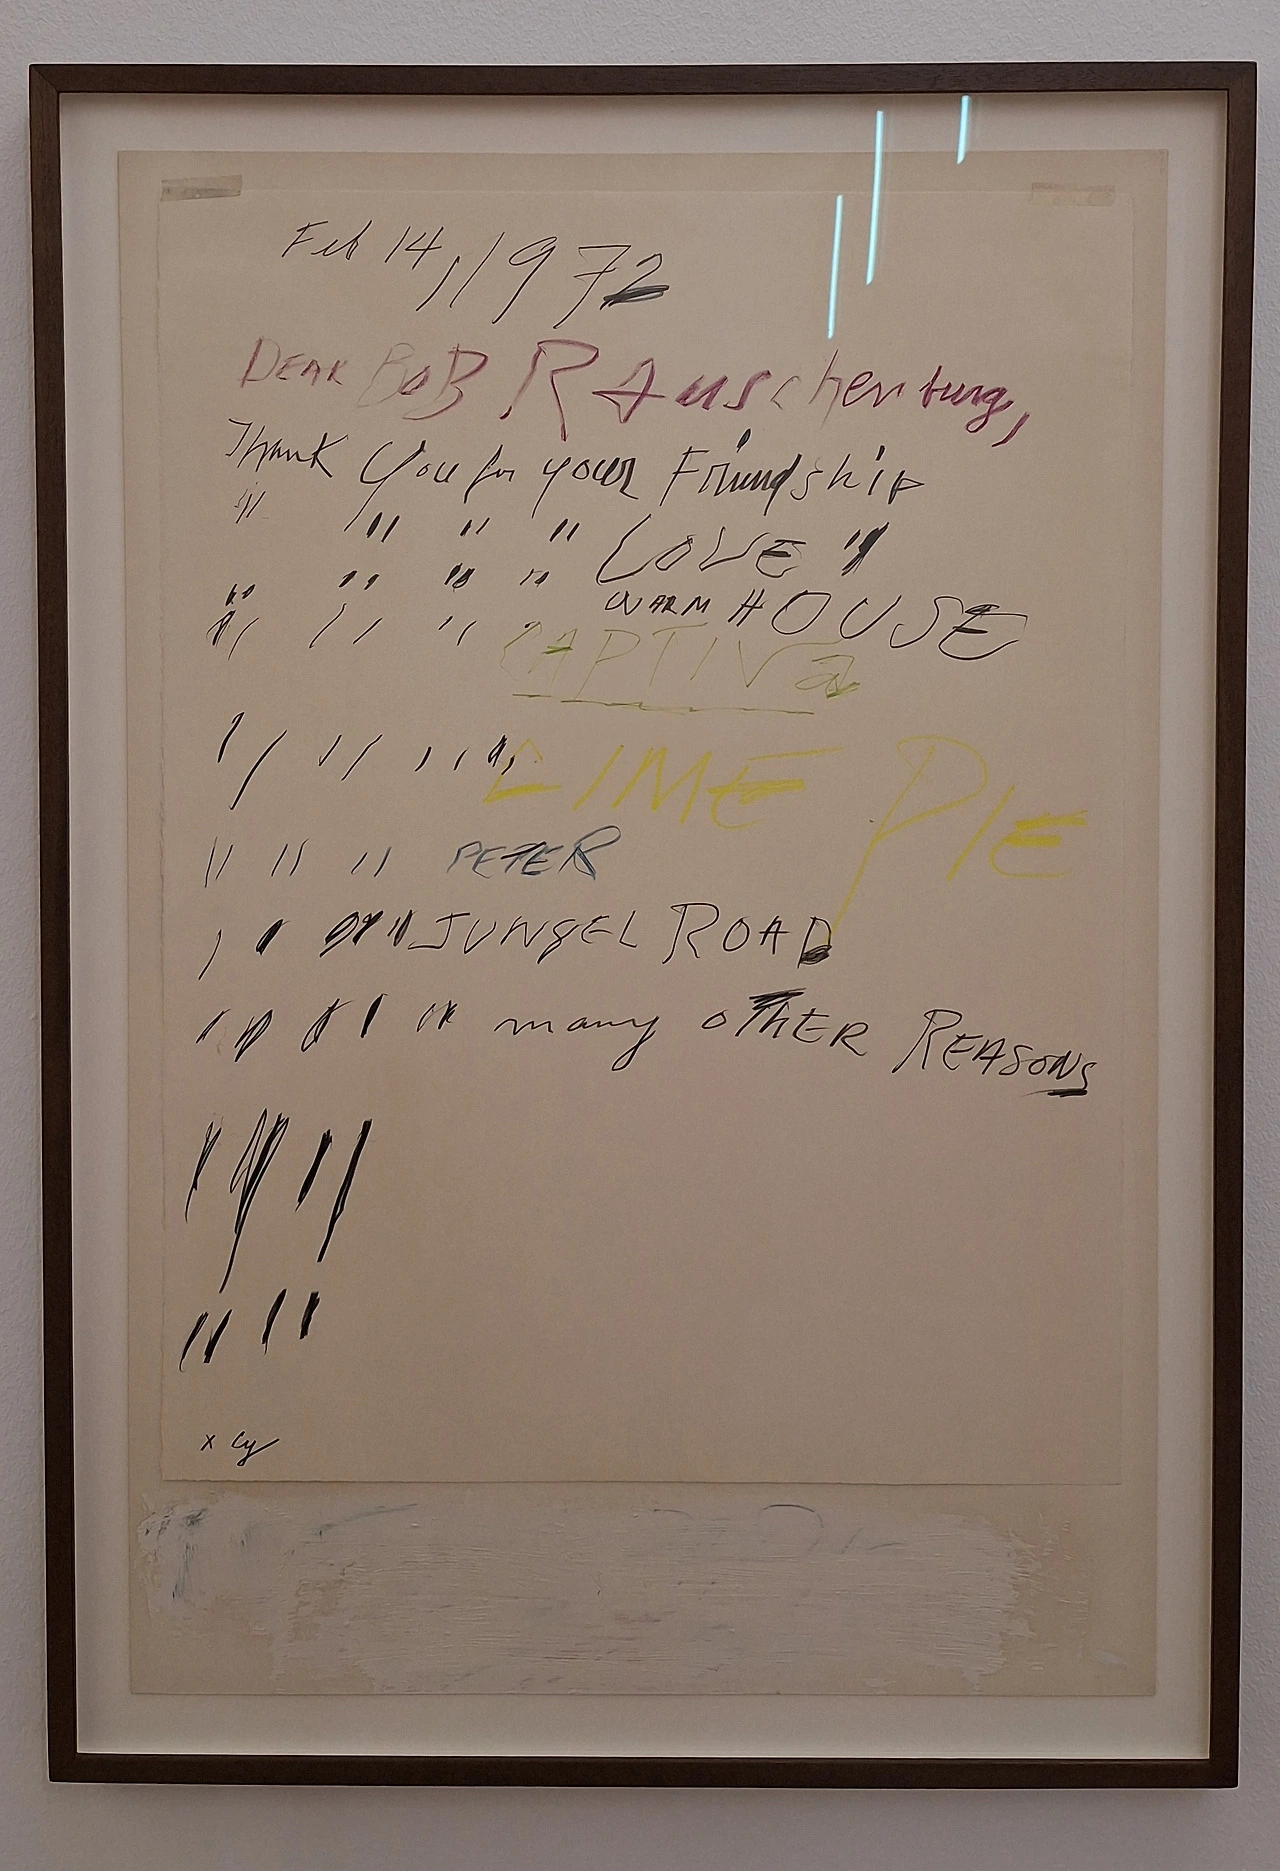 Feb 14, 1972
DEAR BOB RAuschenburg,
Thank You for your Friendship
" " " " LOVE "
" " " " WARM HOUSE
" " " " CAPTIVa
" " " " LIME PIE
" " " PETER
" " " " JUNGEL ROAD
" " " " many oTHER REASONS
" " " "
" " "
x Cy